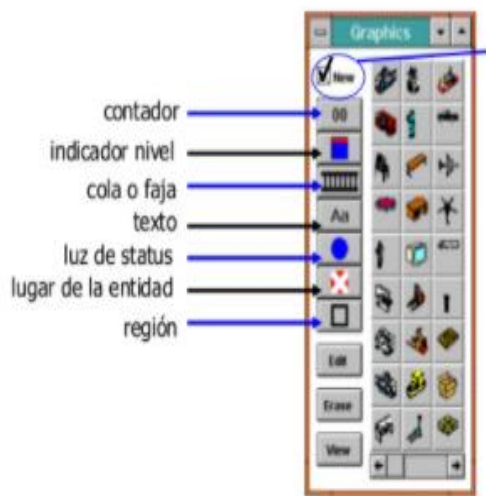 Graphics
New
contador
00
indicador nivel
cola o faja
texto
Aa
luz de status
lugar de la entidad
región
Edit
Erase
View